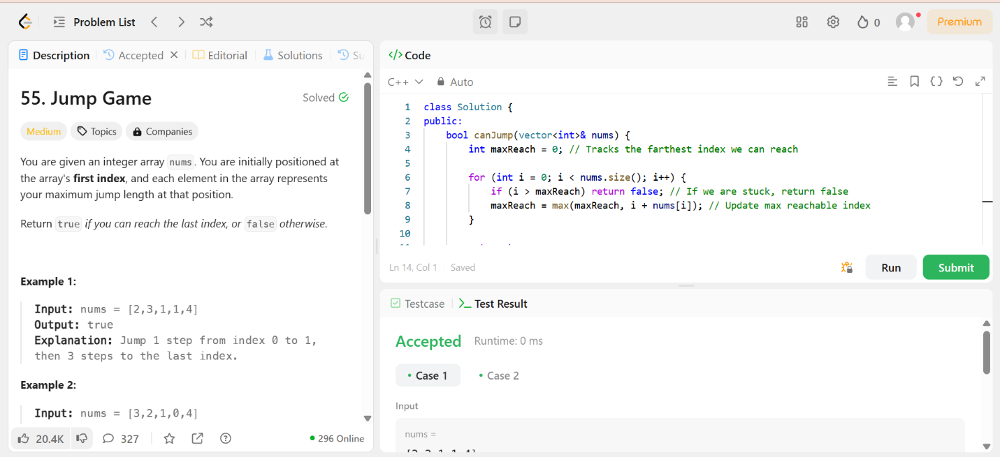 Problem List
0
Premium
Description
Accepted
Editorial
Solutions
Su
55. Jump Game
Solved
Medium
Topics
Companies
You are given an integer array nums. You are initially positioned at
the array's first index, and each element in the array represents
your maximum jump length at that position.
Return true if you can reach the last index, or false otherwise.
Example 1:
Input: nums = [2,3,1,1,4]
Output: true
Explanation: Jump 1 step from index 0 to 1,
then 3 steps to the last index.
Example 2:
Input: nums = [3,2,1,0,4]
20.4K
327
296 Online
</> Code
C++
Auto
1 class Solution {
2 public:
3 bool canJump(vector<int>& nums) {
4 int maxReach = 0; // Tracks the farthest index we can reach
5
6 for (int i = 0; i < nums.size(); i++) {
7 if (i > maxReach) return false; // If we are stuck, return false
8 maxReach = max(maxReach, i + nums[i]); // Update max reachable index
9 }
10
Ln 14, Col 1
Saved
Run
Submit
Testcase
Test Result
Accepted
Runtime: 0 ms
Case 1
Case 2
Input
nums =